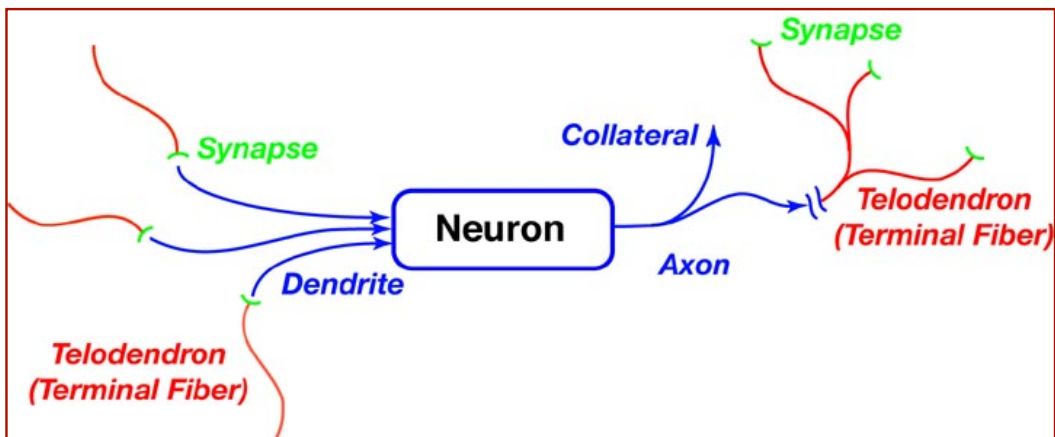 Synapse
Collateral
Synapse
Neuron
Telodendron
(Terminal Fiber)
Axon
Dendrite
Telodendron
(Terminal Fiber)